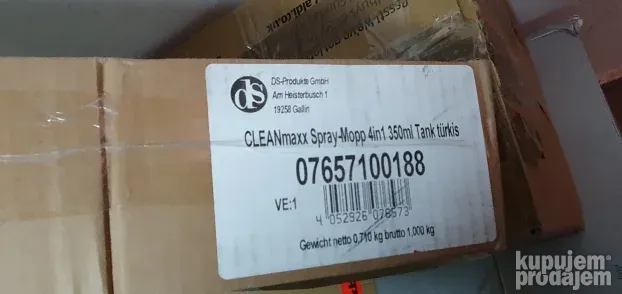 ds
DS-Produkte GmbH
Am Heisterbusch 1
19258 Gallin
CLEANmaxx Spray-Mopp 4in1 350ml Tank türkis
07657100188
VE:1
4 052926 078573
Gewicht netto 0,710 kg brutto 1,000 kg
kupujem
prodajem